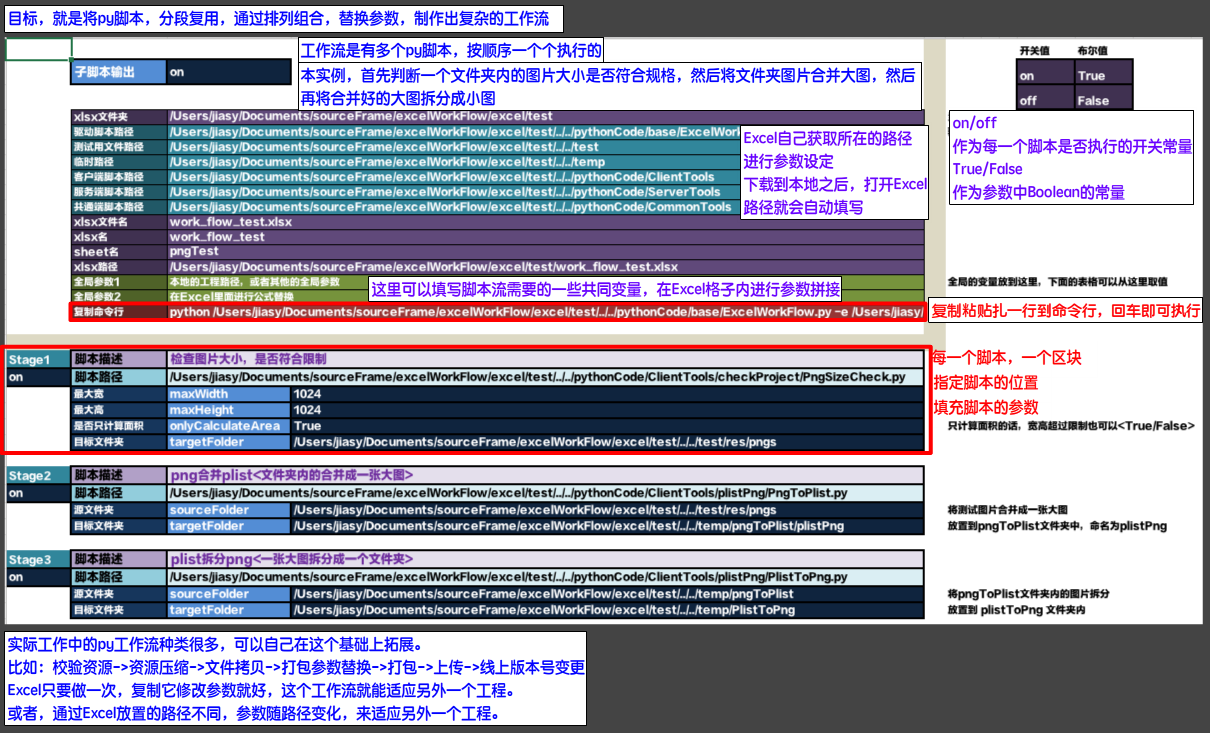 目标，就是将py脚本，分段复用，通过排列组合，替换参数，制作出复杂的工作流
工作流是有多个py脚本，按顺序一个个执行的
子脚本输出 on
本实例，首先判断一个文件夹内的图片大小是否符合规格，然后将文件夹图片合并大图，然后
再将合并好的大图拆分成小图
开关值 布尔值
on True
off False
xlsx文件夹 /Users/jiasy/Documents/sourceFrame/excelWorkFlow/excel/test
驱动脚本路径 /Users/jiasy/Documents/sourceFrame/excelWorkFlow/excel/test/../../pythonCode/base/ExcelWork
测试用文件路径 /Users/jiasy/Documents/sourceFrame/excelWorkFlow/excel/test/../../test
临时路径 /Users/jiasy/Documents/sourceFrame/excelWorkFlow/excel/test/../../temp
客户端脚本路径 /Users/jiasy/Documents/sourceFrame/excelWorkFlow/excel/test/../../pythonCode/ClientTools
服务端脚本路径 /Users/jiasy/Documents/sourceFrame/excelWorkFlow/excel/test/../../pythonCode/ServerTools
共通端脚本路径 /Users/jiasy/Documents/sourceFrame/excelWorkFlow/excel/test/../../pythonCode/CommonTools
Excel自己获取所在的路径
进行参数设定
下载到本地之后，打开Excel
路径就会自动填写
on/off
作为每一个脚本是否执行的开关常量
True/False
作为参数中Boolean的常量
xlsx文件名 work_flow_test.xlsx
xlsx名 work_flow_test
sheet名 pngTest
xlsx路径 /Users/jiasy/Documents/sourceFrame/excelWorkFlow/excel/test/work_flow_test.xlsx
全局参数1 本地的工程路径，或者其他的全局参数
全局的变量放到这里，下面的表格可以从这里取值
全局参数2 在Excel里面进行公式替换
这里可以填写脚本流需要的一些共同变量，在Excel格子内进行参数拼接
复制命令行 python /Users/jiasy/Documents/sourceFrame/excelWorkFlow/excel/test/../../pythonCode/base/ExcelWorkFlow.py -e /Users/jiasy/
复制粘贴扎一行到命令行，回车即可执行
Stage1 脚本描述 检查图片大小，是否符合限制
on 脚本路径 /Users/jiasy/Documents/sourceFrame/excelWorkFlow/excel/test/../../pythonCode/ClientTools/checkProject/PngSizeCheck.py
最大宽 maxWidth 1024
最大高 maxHeight 1024
是否只计算面积 onlyCalculateArea True
目标文件夹 targetFolder /Users/jiasy/Documents/sourceFrame/excelWorkFlow/excel/test/../../test/res/pngs
每一个脚本，一个区块
指定脚本的位置
填充脚本的参数
只计算面积的话，宽高超过限制也可以<True/False>
Stage2 脚本描述 png合并plist<文件夹内的合并成一张大图>
on 脚本路径 /Users/jiasy/Documents/sourceFrame/excelWorkFlow/excel/test/../../pythonCode/ClientTools/plistPng/PngToPlist.py
源文件夹 sourceFolder /Users/jiasy/Documents/sourceFrame/excelWorkFlow/excel/test/../../test/res/pngs
目标文件夹 targetFolder /Users/jiasy/Documents/sourceFrame/excelWorkFlow/excel/test/../../temp/pngToPlist/plistPng
将测试图片合并成一张大图
放置到pngToPlist文件夹中，命名为plistPng
Stage3 脚本描述 plist拆分png<一张大图拆分成一个文件夹>
on 脚本路径 /Users/jiasy/Documents/sourceFrame/excelWorkFlow/excel/test/../../pythonCode/ClientTools/plistPng/PlistToPng.py
源文件夹 sourceFolder /Users/jiasy/Documents/sourceFrame/excelWorkFlow/excel/test/../../temp/pngToPlist
目标文件夹 targetFolder /Users/jiasy/Documents/sourceFrame/excelWorkFlow/excel/test/../../temp/PlistToPng
将pngToPlist文件夹内的图片拆分
放置到 plistToPng 文件夹内
实际工作中的py工作流种类很多，可以自己在这个基础上拓展。
比如：校验资源->资源压缩->文件拷贝->打包参数替换->打包->上传->线上版本号变更
Excel只要做一次，复制它修改参数就好，这个工作流就能适应另外一个工程。
或者，通过Excel放置的路径不同，参数随路径变化，来适应另外一个工程。